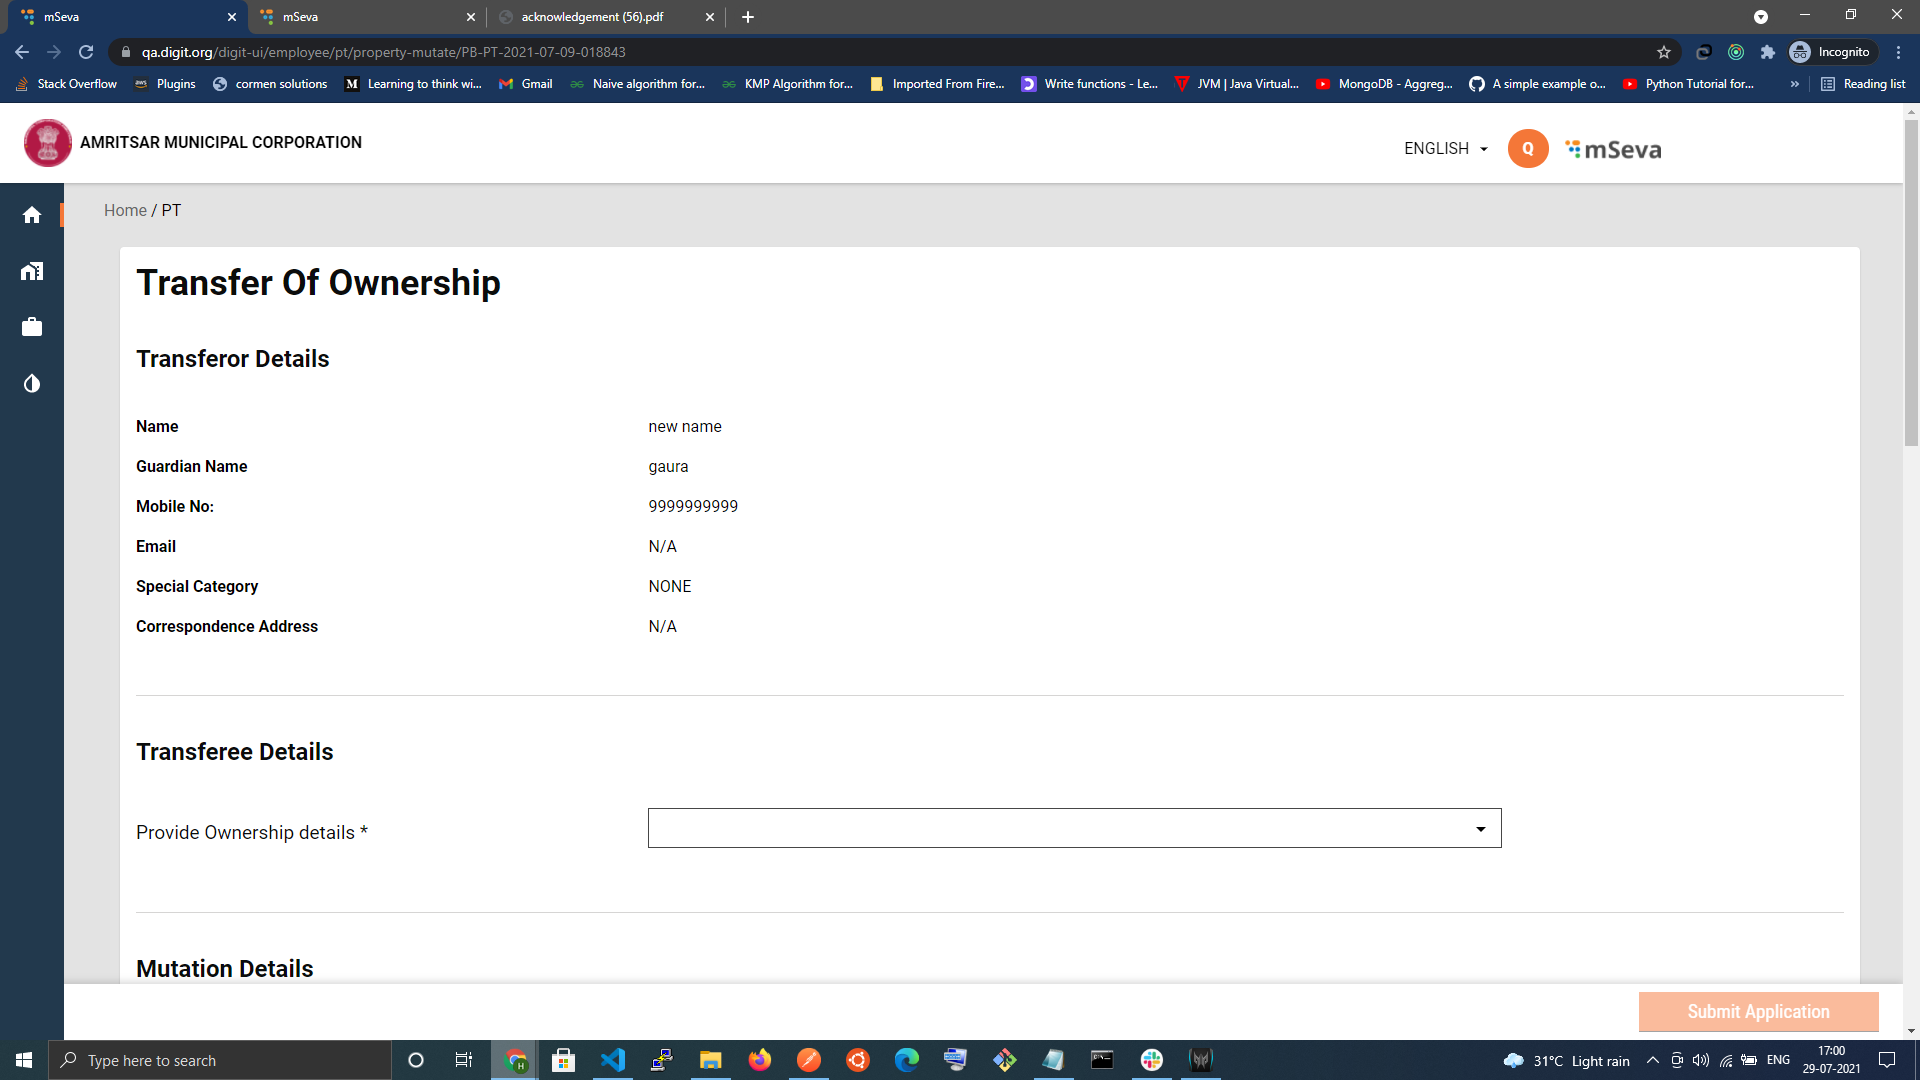 mSeva
mSeva
acknowledgement (56).pdf
qa.digit.org/digit-ui/employee/pt/property-mutate/PB-PT-2021-07-09-018843
Incognito
Stack Overflow
Plugins
cormen solutions
Learning to think wi...
Gmail
Naive algorithm for...
KMP Algorithm for...
Imported From Fire...
Write functions - Le...
JVM | Java Virtual...
MongoDB - Aggreg...
A simple example o...
Python Tutorial for...
»
Reading list
AMRITSAR MUNICIPAL CORPORATION
ENGLISH
Q
mSeva
Home / PT
Transfer Of Ownership
Transferor Details
Name new name
Guardian Name gaura
Mobile No: 9999999999
Email N/A
Special Category NONE
Correspondence Address N/A
Transferee Details
Provide Ownership details *
Mutation Details
Submit Application
Type here to search
31°C Light rain
ENG
17:00
29-07-2021